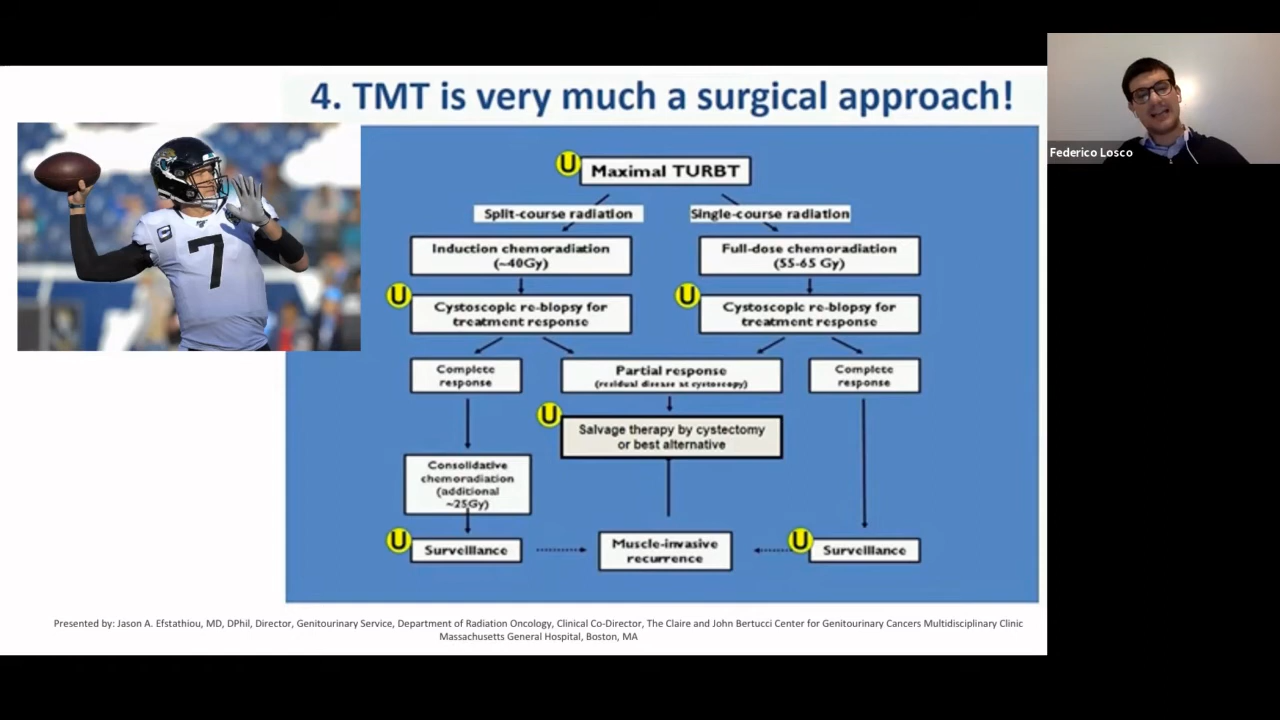 4. TMT is very much a surgical approach!
Federico Losco
7
C
U
Maximal TURBT
Split-course radiation
Single-course radiation
Induction chemoradiation
(~40Gy)
Full-dose chemoradiation
(55-65 Gy)
U
Cystoscopic re-biopsy for
treatment response
U
Cystoscopic re-biopsy for
treatment response
Complete
response
Partial response
(residual disease at cystoscopy)
Complete
response
U
Salvage therapy by cystectomy
or best alternative
Consolidative
chemoradiation
(additional
~25Gy)
U
Surveillance
Muscle-invasive
recurrence
U
Surveillance
Presented by: Jason A. Efstathiou, MD, DPhil, Director, Genitourinary Service, Department of Radiation Oncology, Clinical Co-Director, The Claire and John Bertucci Center for Genitourinary Cancers Multidisciplinary Clinic
Massachusetts General Hospital, Boston, MA